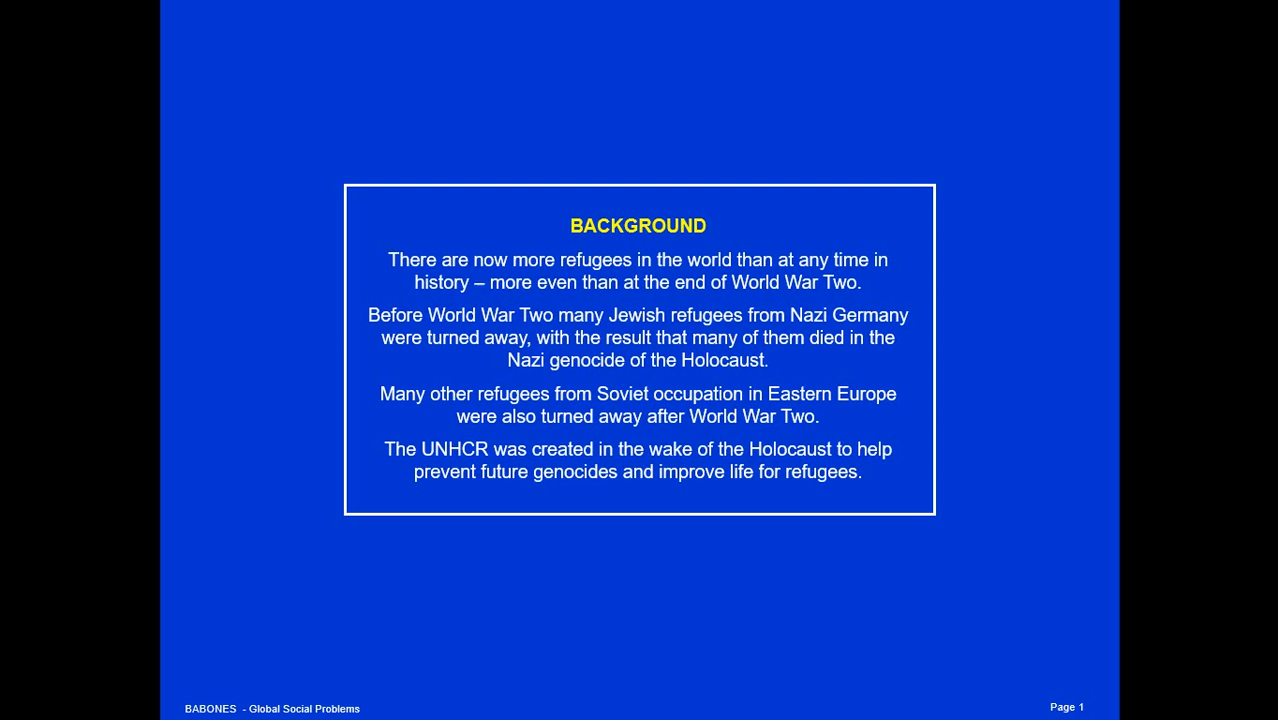 BACKGROUND
There are now more refugees in the world than at any time in
history – more even than at the end of World War Two.
Before World War Two many Jewish refugees from Nazi Germany
were turned away, with the result that many of them died in the
Nazi genocide of the Holocaust.
Many other refugees from Soviet occupation in Eastern Europe
were also turned away after World War Two.
The UNHCR was created in the wake of the Holocaust to help
prevent future genocides and improve life for refugees.
BABONES - Global Social Problems
Page 1